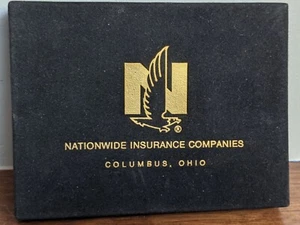 N®
NATIONWIDE INSURANCE COMPANIES
COLUMBUS, OHIO